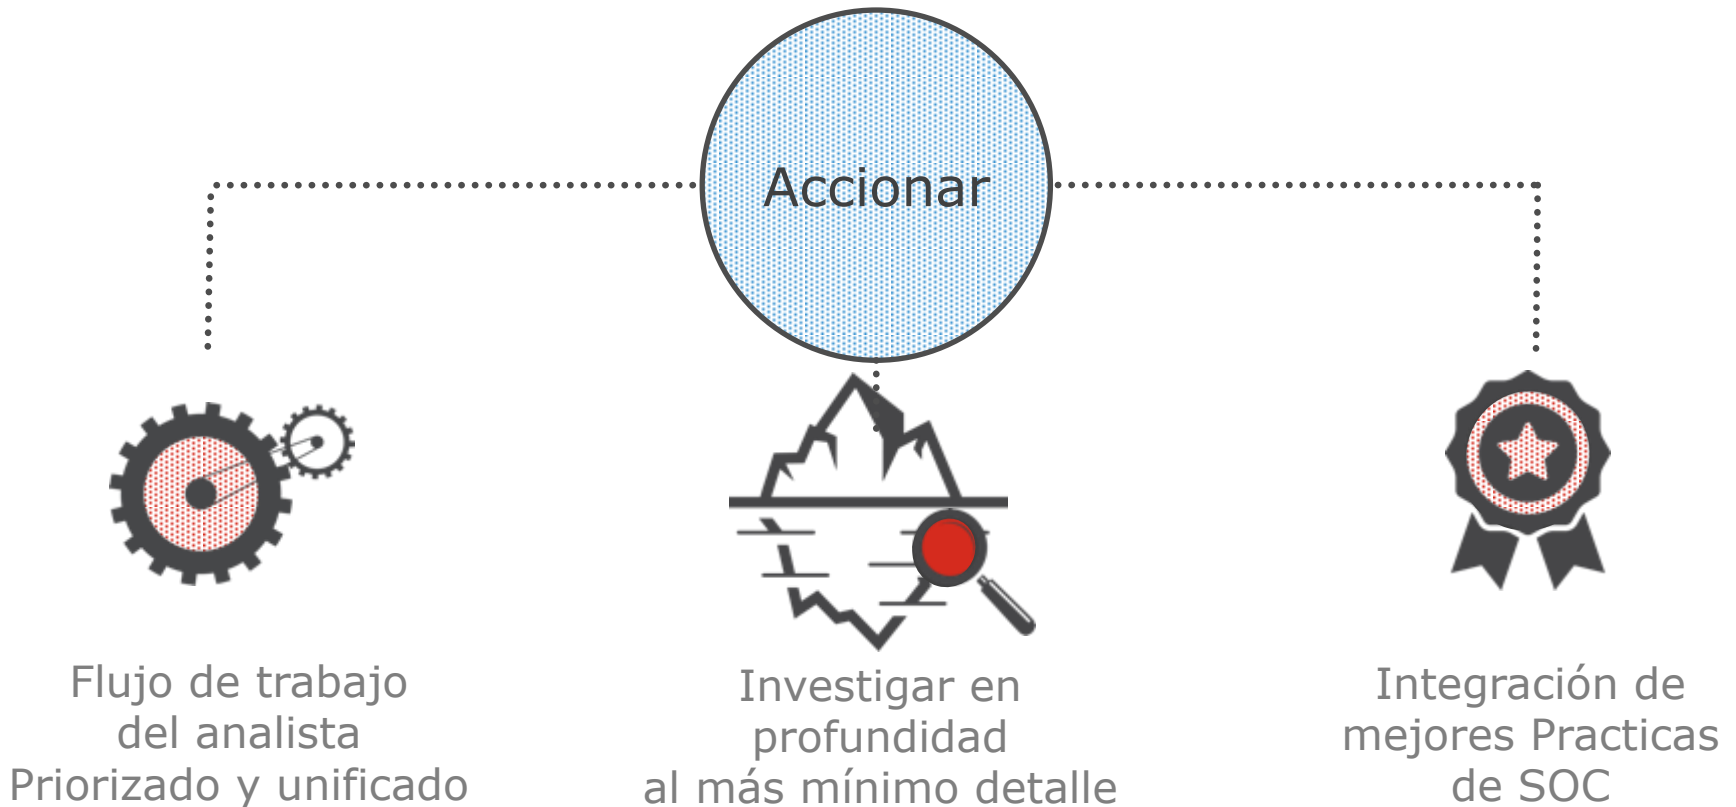 Accionar
Flujo de trabajo
del analista
Priorizado y unificado
Investigar en
profundidad
al más mínimo detalle
Integración de
mejores Practicas
de SOC